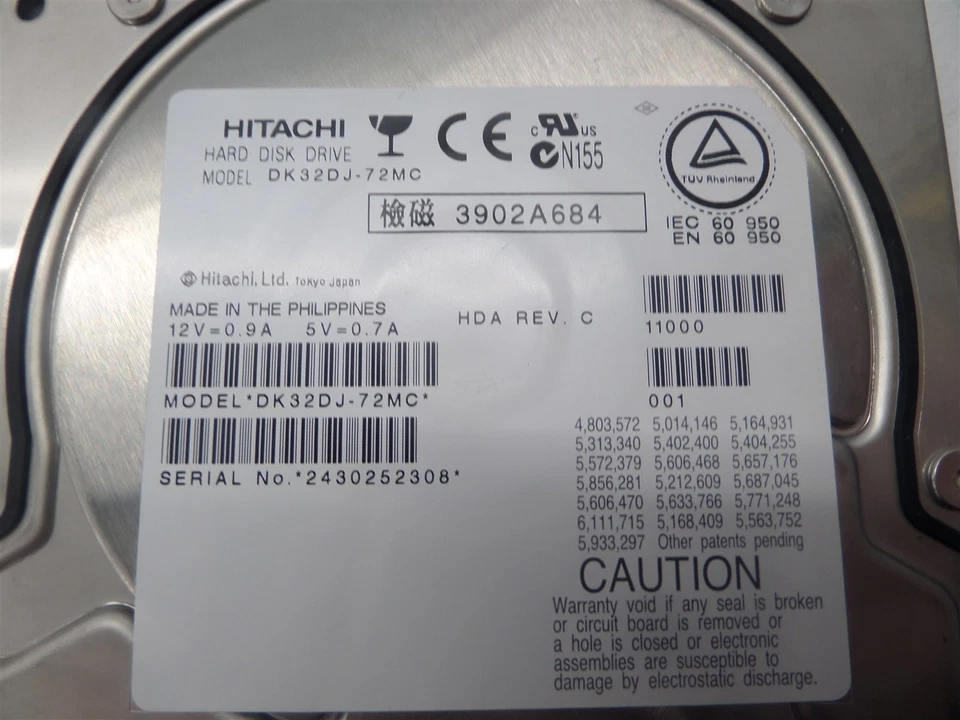 HITACHI
HARD DISK DRIVE
MODEL DK32DJ-72MC
CE
c RU us
N155
TÜV Rheinland
檢磁 3902A684
IEC 60 950
EN 60 950
Hitachi, Ltd. Tokyo Japan
MADE IN THE PHILIPPINES
12V=0.9A 5V=0.7A
HDA REV. C
11000
MODEL*DK32DJ-72MC*
001
SERIAL No.*2430252308*
4,803,572 5,014,146 5,164,931
5,313,340 5,402,400 5,404,255
5,572,379 5,606,468 5,657,176
5,856,281 5,212,609 5,687,045
5,606,470 5,633,766 5,771,248
6,111,715 5,168,409 5,563,752
5,933,297 Other patents pending
CAUTION
Warranty void if any seal is broken
or circuit board is removed or
a hole is closed or electronic
assemblies are susceptible to
damage by electrostatic discharge.